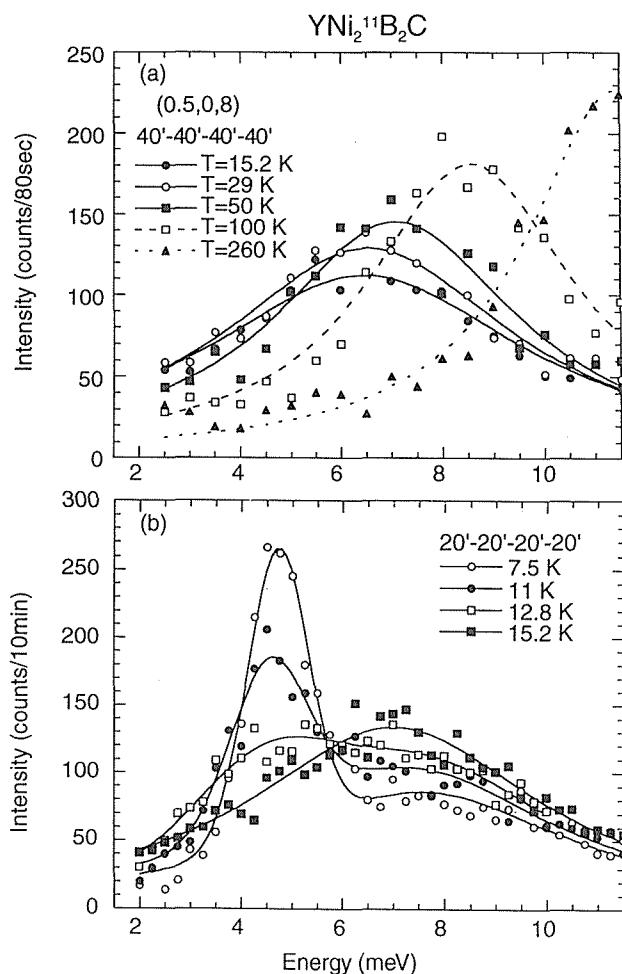 YNi₂¹¹B₂C
(a)
(0.5,0,8)
40'-40'-40'-40'
T=15.2 K
T=29 K
T=50 K
T=100 K
T=260 K
Intensity (counts/80sec)
250
200
150
100
50
0
2
4
6
8
10
(b)
20'-20'-20'-20'
7.5 K
11 K
12.8 K
15.2 K
Intensity (counts/10min)
300
250
200
150
100
50
0
2
4
6
8
10
Energy (meV)